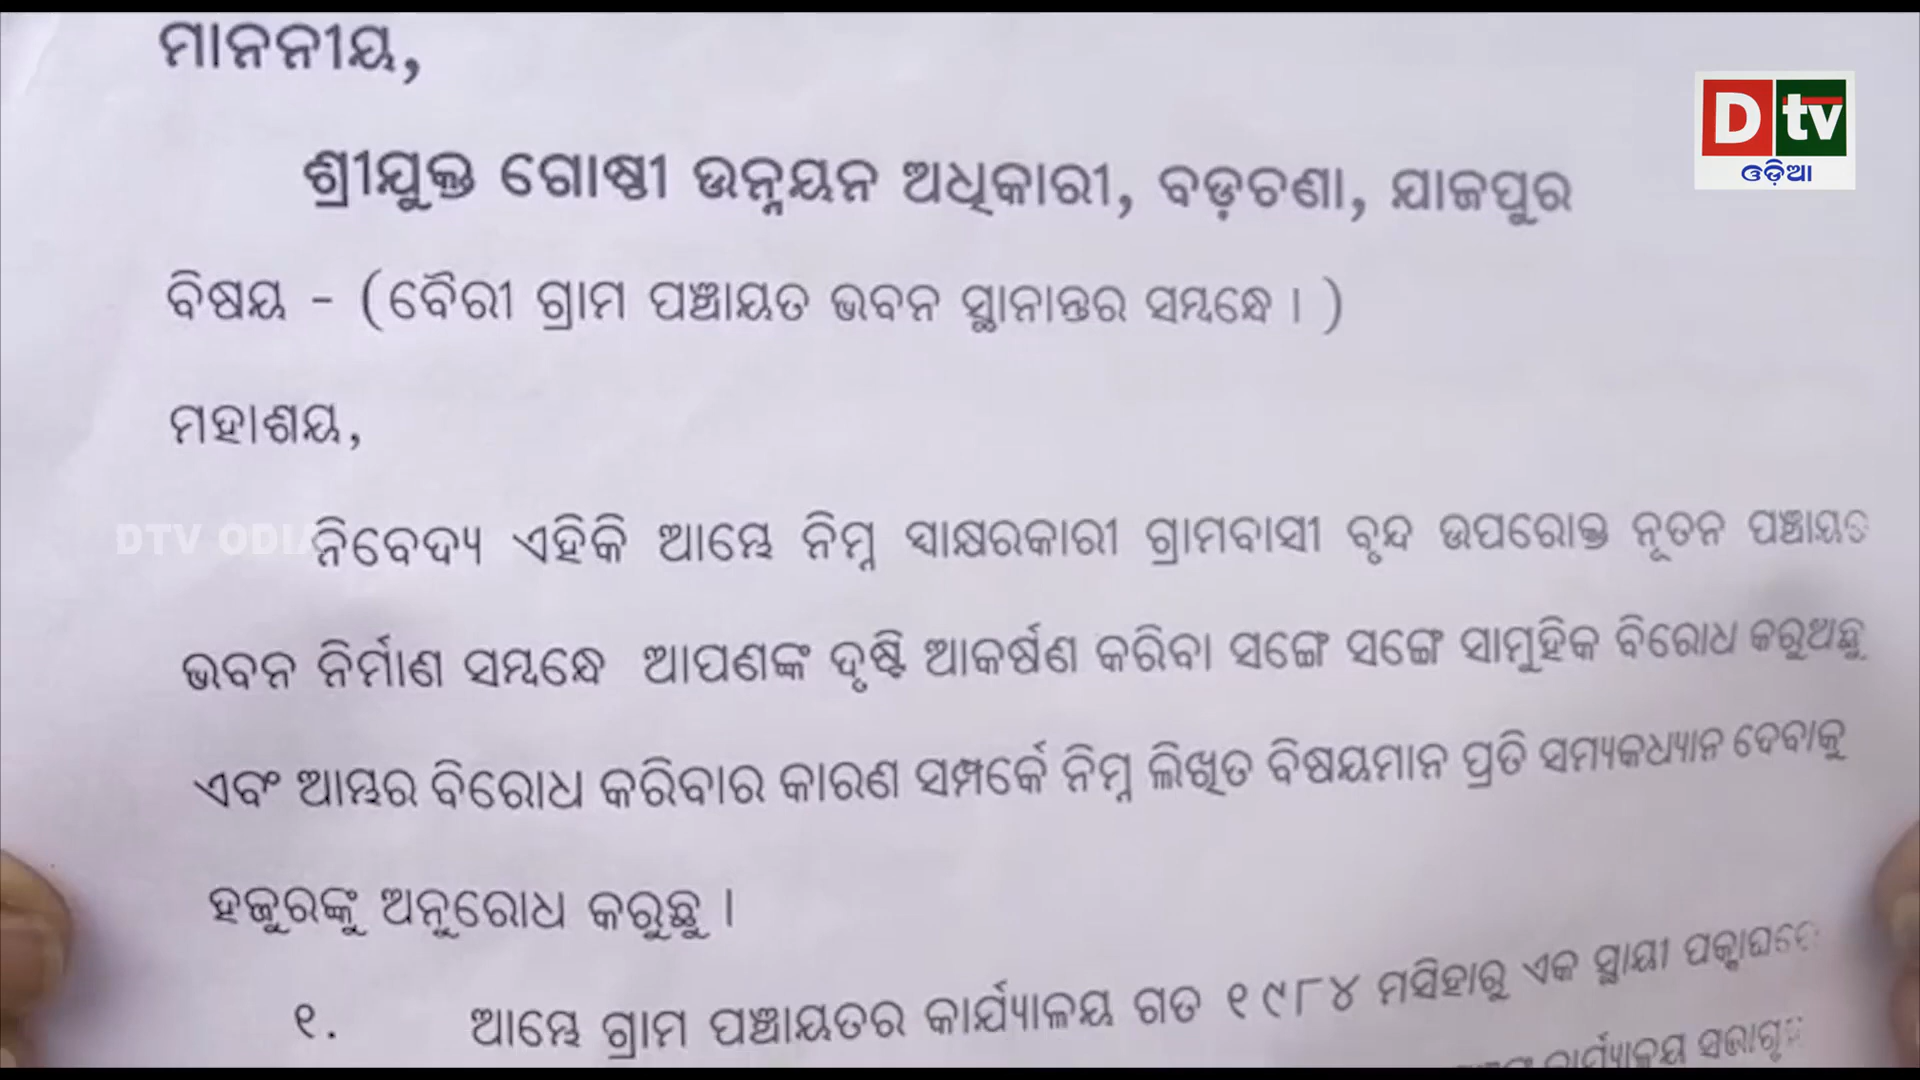 ମାନନୀୟ,
D tv
ଓଡ଼ିଆ
ଶ୍ରୀଯୁକ୍ତ ଗୋଷ୍ଠୀ ଉନ୍ନୟନ ଅଧିକାରୀ, ବଡ଼ଚଣା, ଯାଜପୁର
ବିଷୟ - (ବୈରୀ ଗ୍ରାମ ପଞ୍ଚାୟତ ଭବନ ସ୍ଥାନାନ୍ତର ସମ୍ବନ୍ଧେ । )
ମହାଶୟ,
DTV ODIA
ନିବେଦ୍ୟ ଏହିକି ଆମ୍ଭେ ନିମ୍ନ ସାକ୍ଷରକାରୀ ଗ୍ରାମବାସୀ ବୃନ୍ଦ ଉପରୋକ୍ତ ନୂତନ ପଞ୍ଚାୟତ
ଭବନ ନିର୍ମାଣ ସମ୍ବନ୍ଧେ ଆପଣଙ୍କ ଦୃଷ୍ଟି ଆକର୍ଷଣ କରିବା ସଙ୍ଗେ ସଙ୍ଗେ ସାମୁହିକ ବିରୋଧ କରୁଅଛୁ
ଏବଂ ଆମ୍ଭର ବିରୋଧ କରିବାର କାରଣ ସମ୍ପର୍କେ ନିମ୍ନ ଲିଖିତ ବିଷୟମାନ ପ୍ରତି ସମ୍ୟକଧ୍ୟାନ ଦେବାକୁ
ହଜୁରଙ୍କୁ ଅନୁରୋଧ କରୁଛୁ ।
୧. ଆମ୍ଭେ ଗ୍ରାମ ପଞ୍ଚାୟତର କାର୍ଯ୍ୟାଳୟ ଗତ ୧୯୮୪ ମସିହାରୁ ଏକ ସ୍ଥାୟୀ
କାର୍ଯ୍ୟାଳୟ